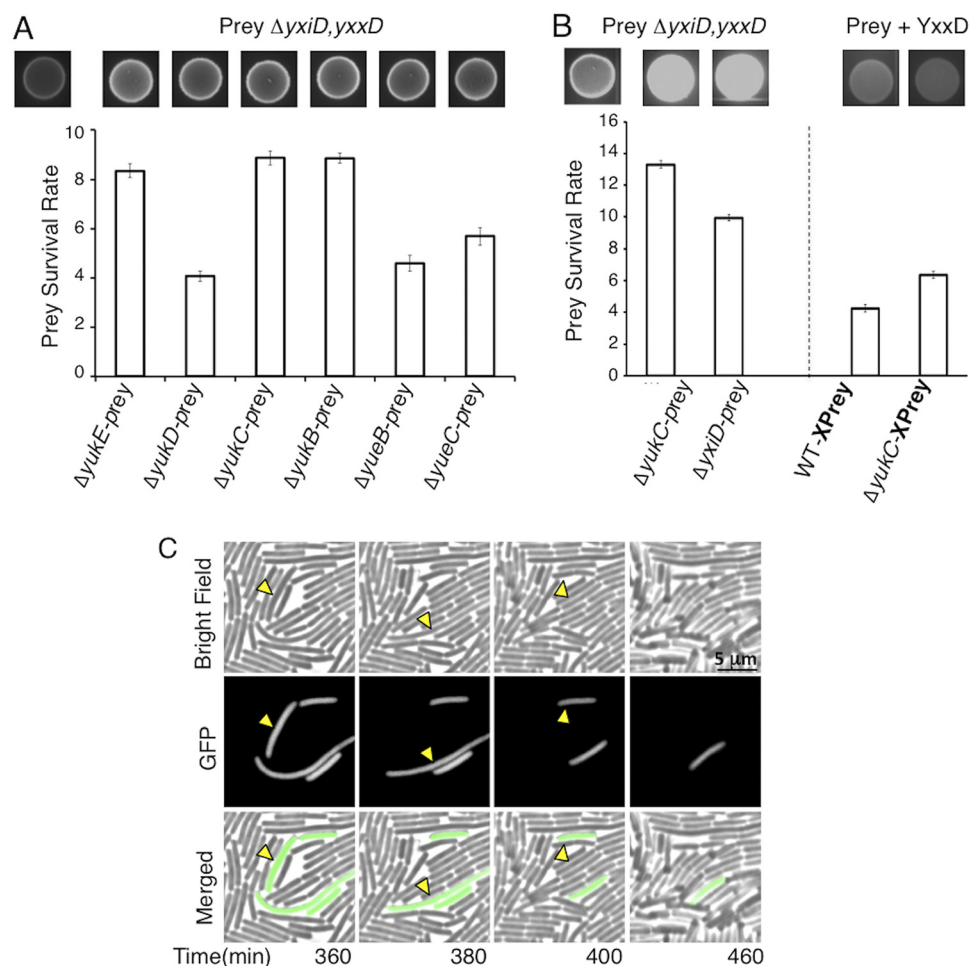 A
Prey ΔyxiD,yxxD
Prey Survival Rate
10
8
6
4
2
0
ΔyukE-prey
ΔyukD-prey
ΔyukC-prey
ΔyukB-prey
ΔyueB-prey
ΔyueC-prey
B
Prey ΔyxiD,yxxD
Prey + YxxD
Prey Survival Rate
16
14
12
10
8
6
4
2
0
...
ΔyukC-prey
ΔyxiD-prey
WT-XPrey
ΔyukC-XPrey
C
Bright Field
5 µm
GFP
Merged
Time(min) 360 380 400 460